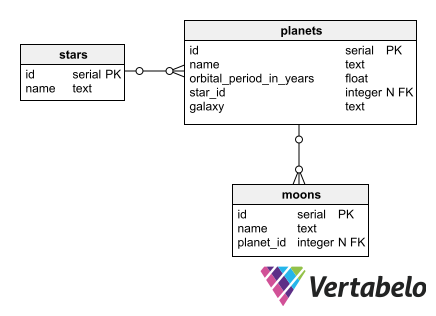 planets
id serial PK
name text
orbital_period_in_years float
star_id integer N FK
galaxy text
stars
id serial PK
name text
moons
id serial PK
name text
planet_id integer N FK
Vertabelo